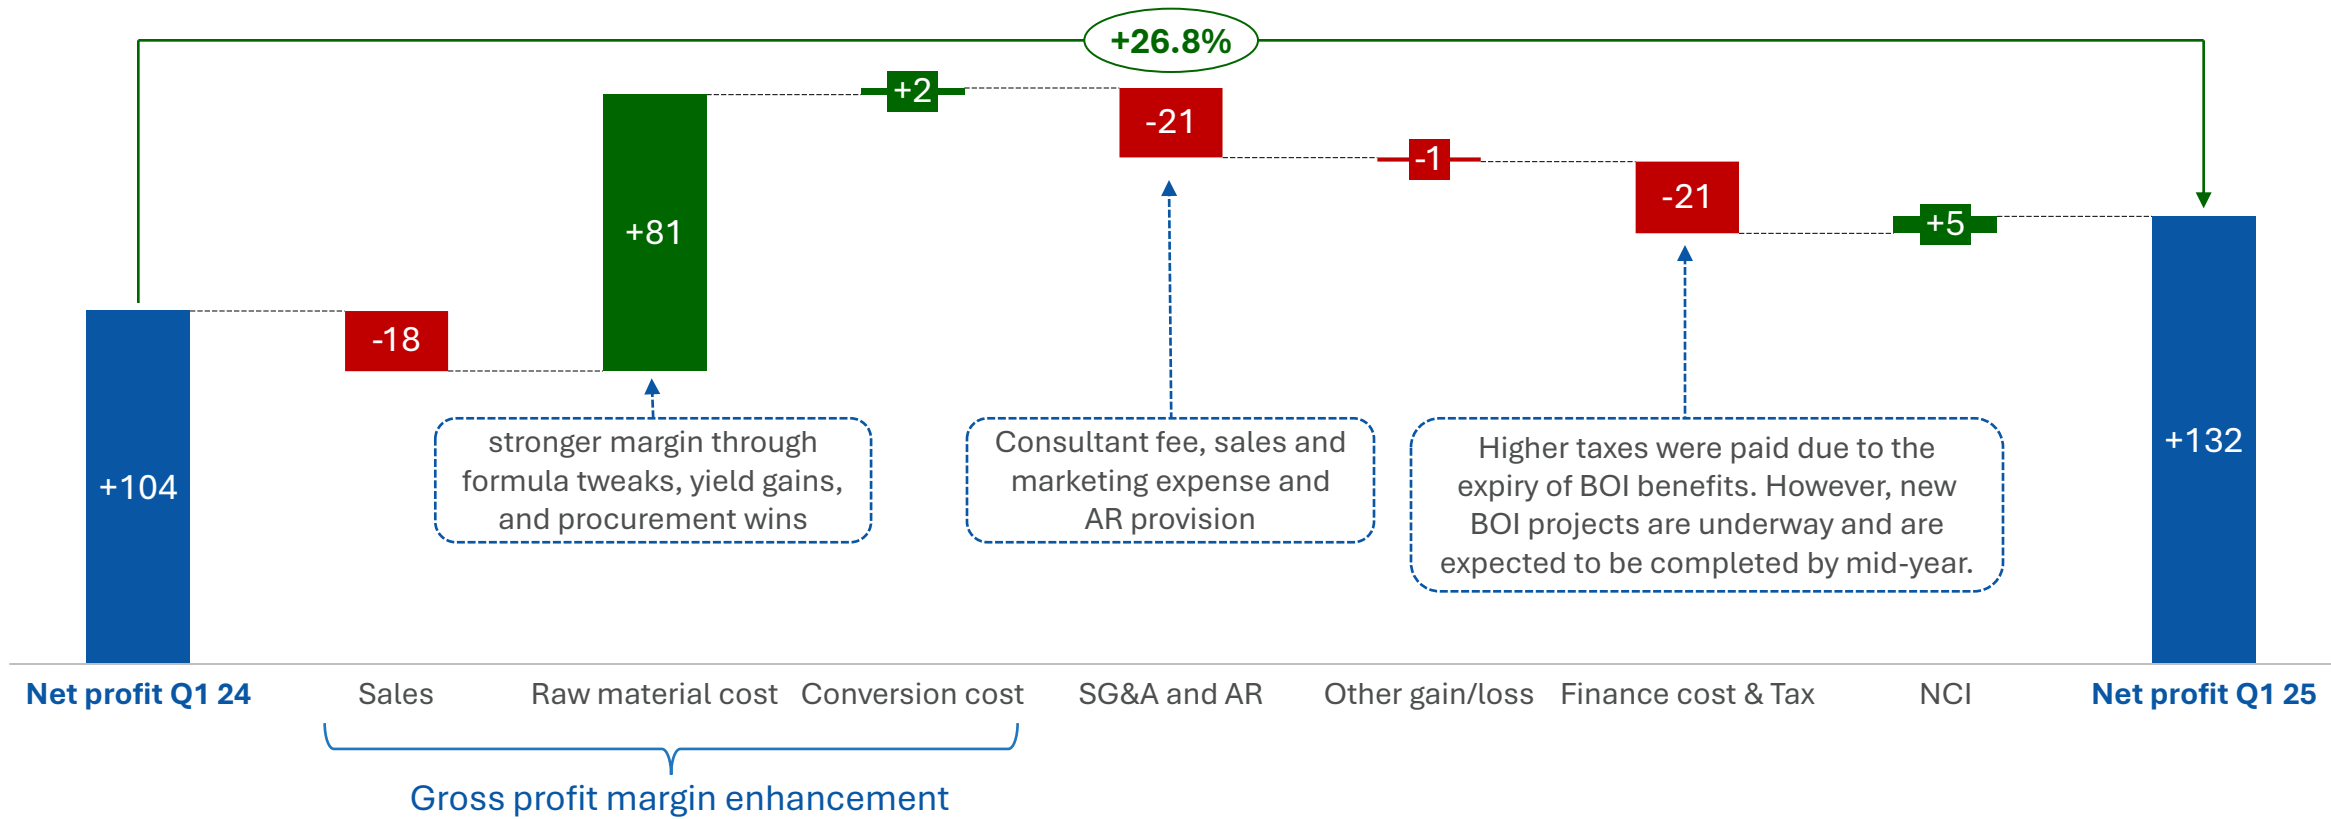 +26.8%
+2
-21
-1
-21
+5
+81
-18
+104
+132
stronger margin through
formula tweaks, yield gains,
and procurement wins
Consultant fee, sales and
marketing expense and
AR provision
Higher taxes were paid due to the
expiry of BOI benefits. However, new
BOI projects are underway and are
expected to be completed by mid-year.
Net profit Q1 24
Sales
Raw material cost
Conversion cost
SG&A and AR
Other gain/loss
Finance cost & Tax
NCI
Net profit Q1 25
Gross profit margin enhancement